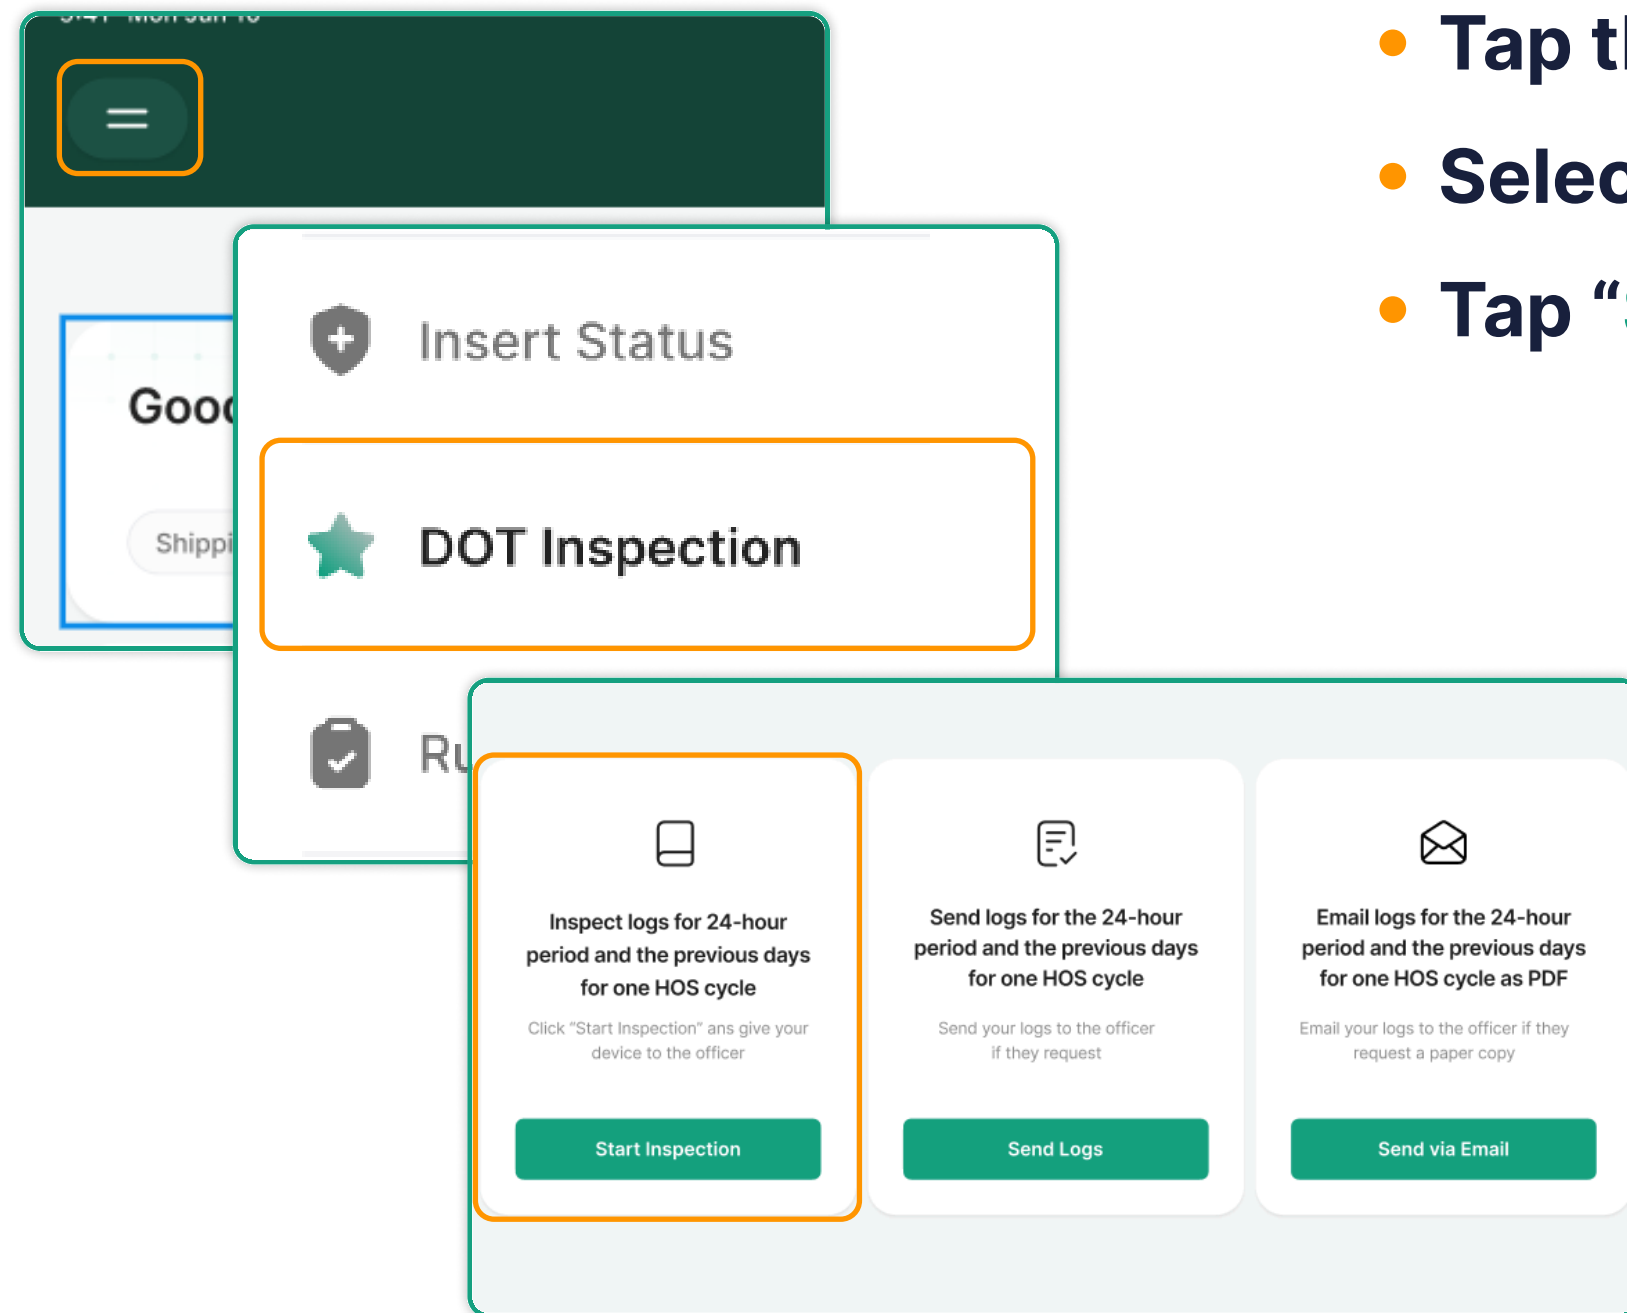 Tap
Insert Status
DOT Inspection
Inspect logs for 24-hour
period and the previous days
for one HOS cycle
Click “Start Inspection” ans give your
device to the officer
Start Inspection
Send logs for the 24-hour
period and the previous days
for one HOS cycle
Send your logs to the officer
if they request
Send Logs
Email logs for the 24-hour
period and the previous days
for one HOS cycle as PDF
Email your logs to the officer if they
request a paper copy
Send via Email
Tap “